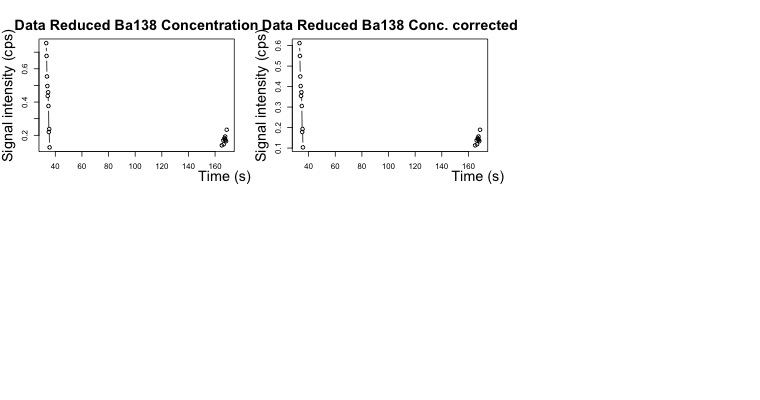 Data Reduced Ba138 Concentration
Signal intensity (cps)
0.2 0.4 0.6
40 60 80 100 120 140 160
Time (s)
Data Reduced Ba138 Conc. corrected
Signal intensity (cps)
0.1 0.2 0.3 0.4 0.5 0.6
40 60 80 100 120 140 160
Time (s)